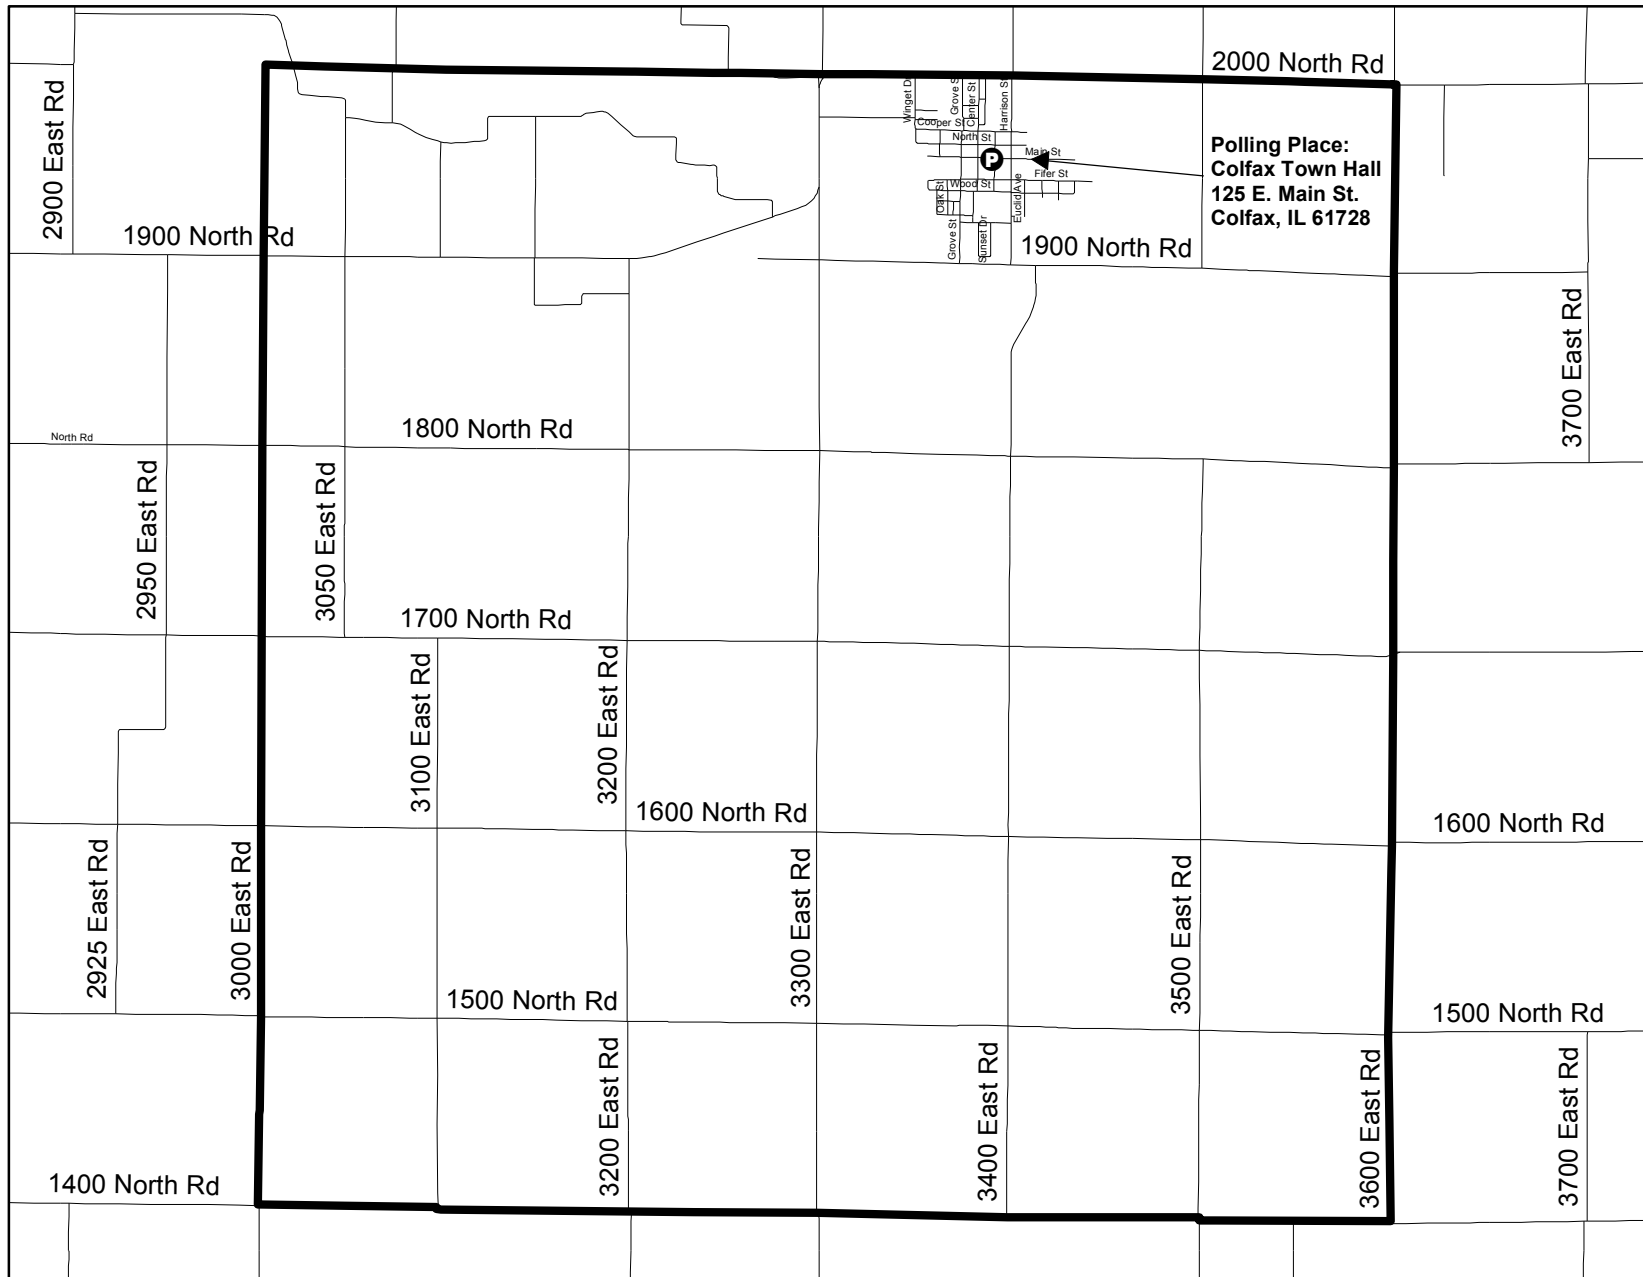 2000 North Rd
2900 East Rd
Winget Dr
Grove S
Center St
Harrison St
Cooper St
North St
P
Main St
Fifer St
Wood St
Oak St
Euclid Ave
Grove St
Sunset Dr
Polling Place:
Colfax Town Hall
125 E. Main St.
Colfax, IL 61728
1900 North Rd
1900 North Rd
3700 East Rd
1800 North Rd
North Rd
2950 East Rd
3050 East Rd
1700 North Rd
3100 East Rd
3200 East Rd
1600 North Rd
1600 North Rd
2925 East Rd
3000 East Rd
3300 East Rd
3500 East Rd
1500 North Rd
1500 North Rd
3200 East Rd
3400 East Rd
3600 East Rd
3700 East Rd
1400 North Rd